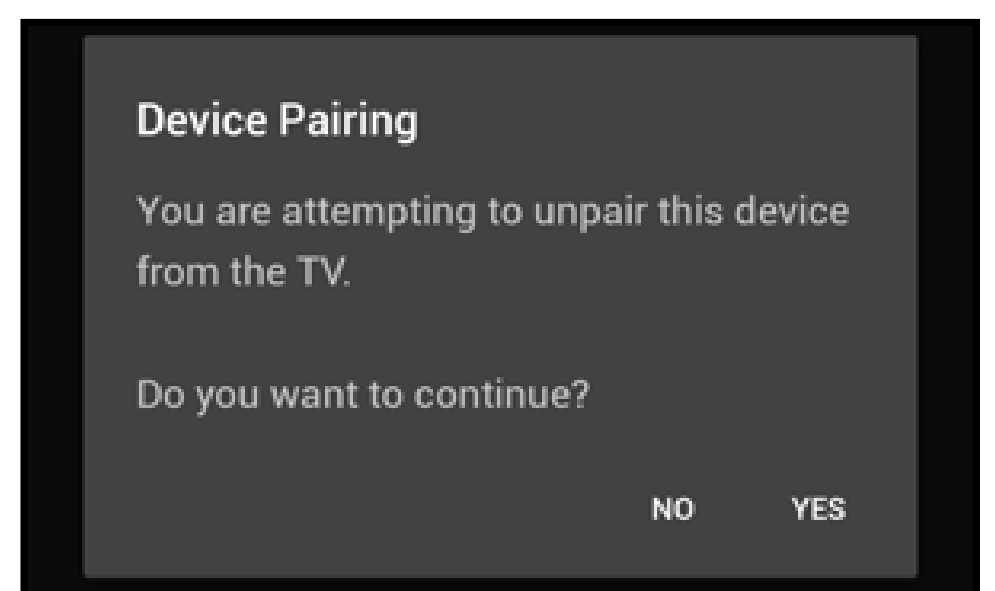 Device Pairing
You are attempting to unpair this device
from the TV.
Do you want to continue?
NO YES